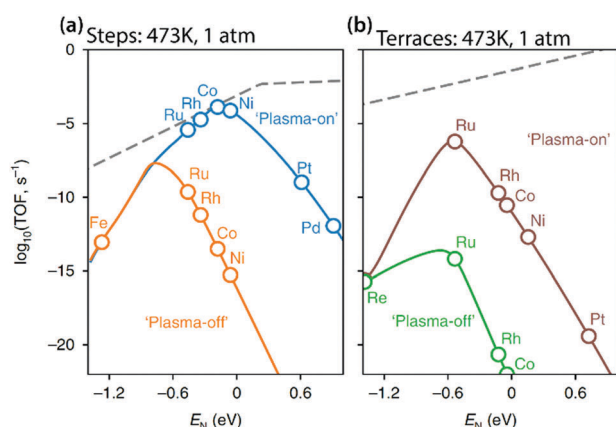 (a) Steps: 473K, 1 atm
0
−5
−10
−15
−20
log10(TOF, s−1)
Co
Rh
Ni
Ru
'Plasma-on'
Pt
Pd
Fe
Ru
Rh
Co
Ni
'Plasma-off'
−1.2 −0.6 0 0.6
EN (eV)
(b) Terraces: 473K, 1 atm
Ru
'Plasma-on'
Rh
Co
Ni
Pt
Re
Ru
'Plasma-off'
Rh
Co
−1.2 −0.6 0 0.6
EN (eV)